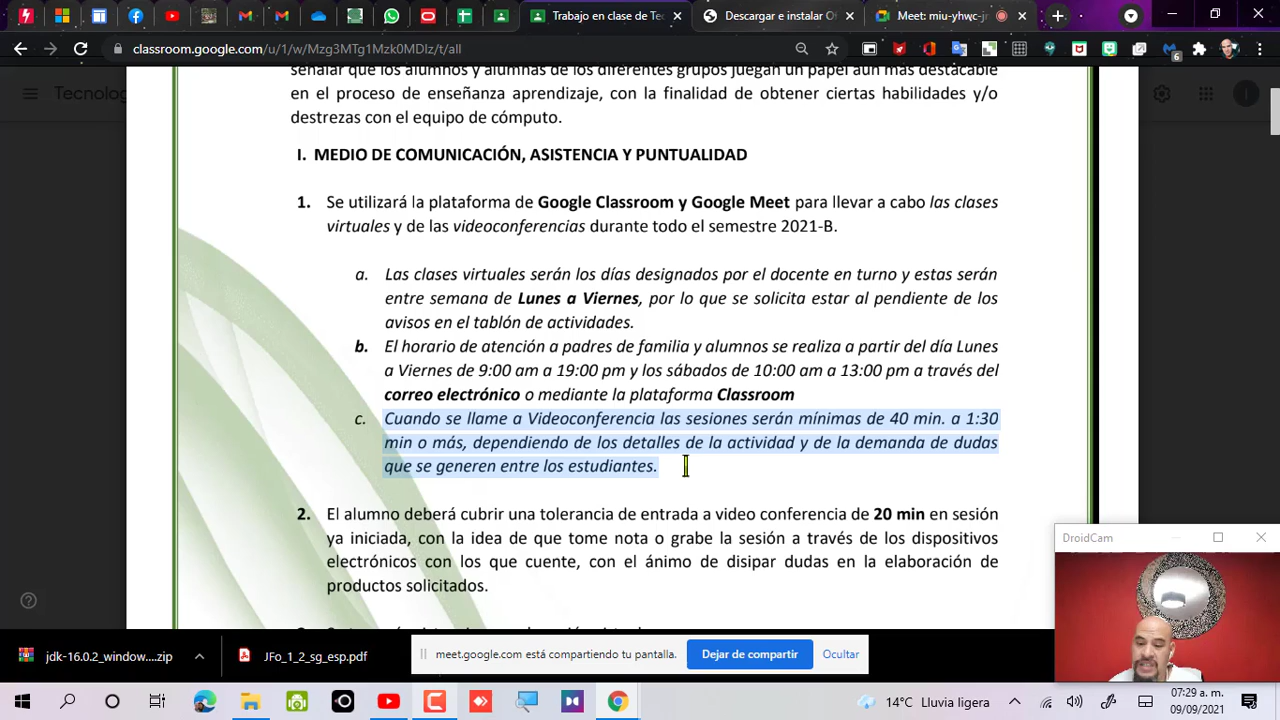 Trabajo en clase de Tec
Descargar e instalar Of
Meet: miu-yhwc-jn
classroom.google.com/u/1/w/Mzg3MTg1Mzk0MDlz/t/all
6
Tecnolog
señalar que los alumnos y alumnas de los diferentes grupos juegan un papel aún más destacable
en el proceso de enseñanza aprendizaje, con la finalidad de obtener ciertas habilidades y/o
destrezas con el equipo de cómputo.
I. MEDIO DE COMUNICACIÓN, ASISTENCIA Y PUNTUALIDAD
1. Se utilizará la plataforma de Google Classroom y Google Meet para llevar a cabo las clases
virtuales y de las videoconferencias durante todo el semestre 2021-B.
a. Las clases virtuales serán los días designados por el docente en turno y estas serán
entre semana de Lunes a Viernes, por lo que se solicita estar al pendiente de los
avisos en el tablón de actividades.
b. El horario de atención a padres de familia y alumnos se realiza a partir del día Lunes
a Viernes de 9:00 am a 19:00 pm y los sábados de 10:00 am a 13:00 pm a través del
correo electrónico o mediante la plataforma Classroom
c. Cuando se llame a Videoconferencia las sesiones serán mínimas de 40 min. a 1:30
min o más, dependiendo de los detalles de la actividad y de la demanda de dudas
que se generen entre los estudiantes.
2. El alumno deberá cubrir una tolerancia de entrada a video conferencia de 20 min en sesión
ya iniciada, con la idea de que tome nota o grabe la sesión a través de los dispositivos
electrónicos con los que cuente, con el ánimo de disipar dudas en la elaboración de
productos solicitados.
DroidCam
jdk-16.0.2_window....zip
JFo_1_2_sg_esp.pdf
meet.google.com está compartiendo tu pantalla.
Dejar de compartir
Ocultar
14°C Lluvia ligera
07:29 a. m.
09/09/2021